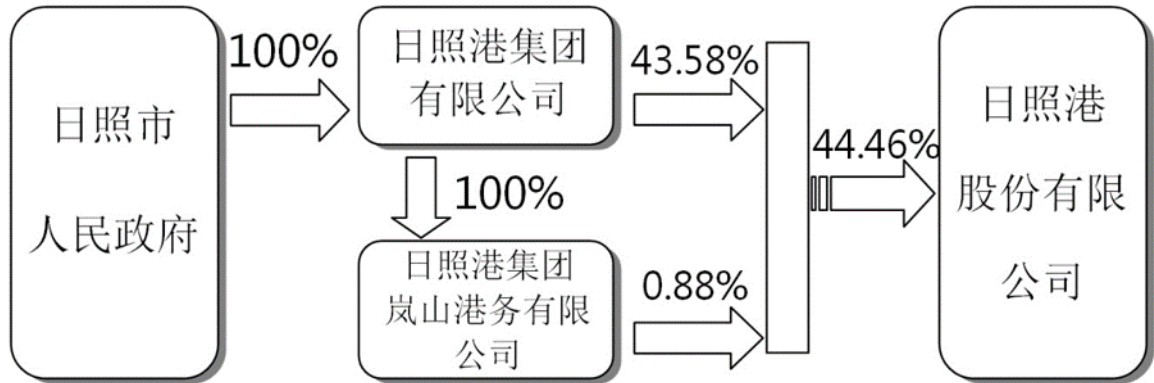 日照市
人民政府
100%
日照港集团
有限公司
100%
日照港集团
岚山港务有限
公司
43.58%
0.88%
44.46%
日照港
股份有限
公司